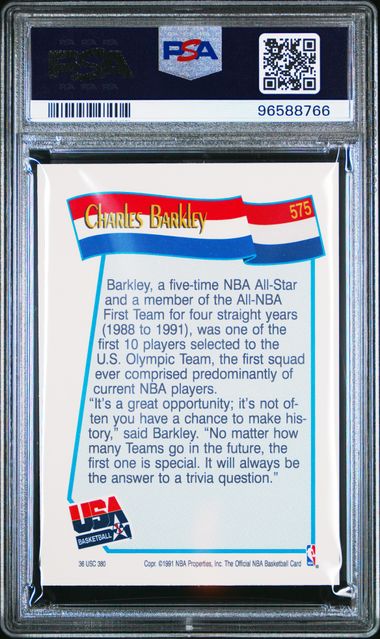 PSA
PSA
96588766
Charles Barkley
575
Barkley, a five-time NBA All-Star
and a member of the All-NBA
First Team for four straight years
(1988 to 1991), was one of the
first 10 players selected to the
U.S. Olympic Team, the first squad
ever comprised predominantly of
current NBA players.
"It's a great opportunity; it's not of-
ten you have a chance to make his-
tory," said Barkley. "No matter how
many Teams go in the future, the
first one is special. It will always be
the answer to a trivia question."
USA
BASKETBALL
36 USC 380
Copr. ©1991 NBA Properties, Inc. The Official NBA Basketball Card